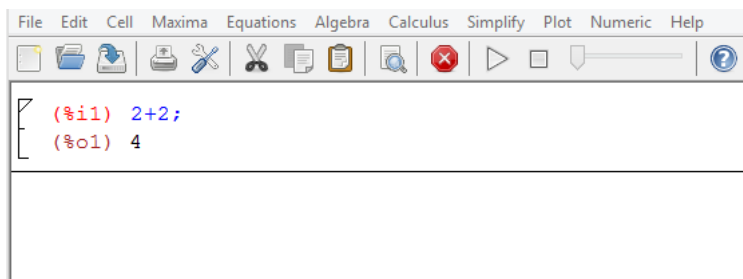 File Edit Cell Maxima Equations Algebra Calculus Simplify Plot Numeric Help
(%i1) 2+2;
(%o1) 4